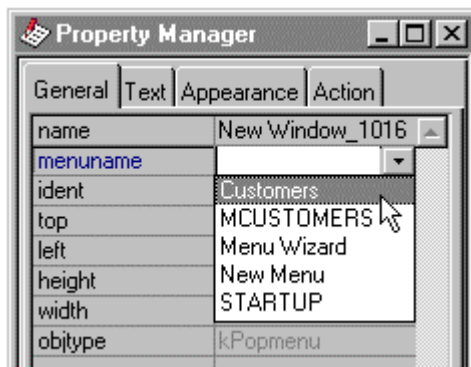 Property Manager
General Text Appearance Action
name New Window_1016
menuname
ident Customers
top MCUSTOMERS
left Menu Wizard
height New Menu
width STARTUP
objtype kPopmenu